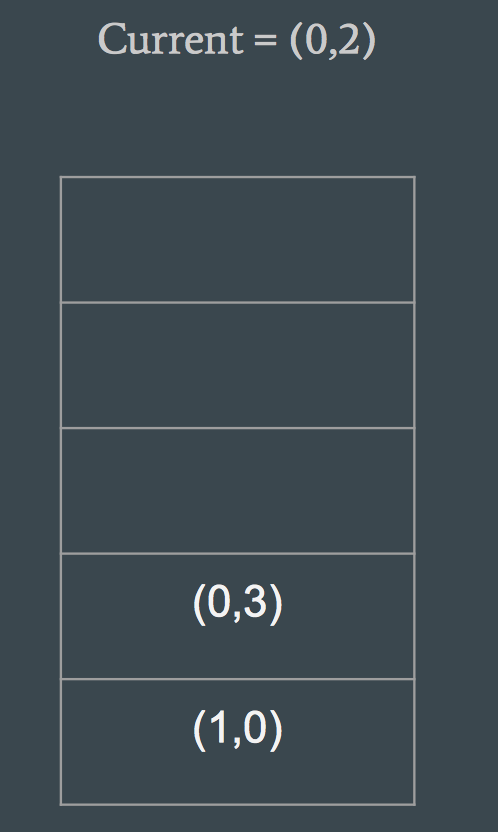 Current = (0,2)
(0,3)
(1,0)